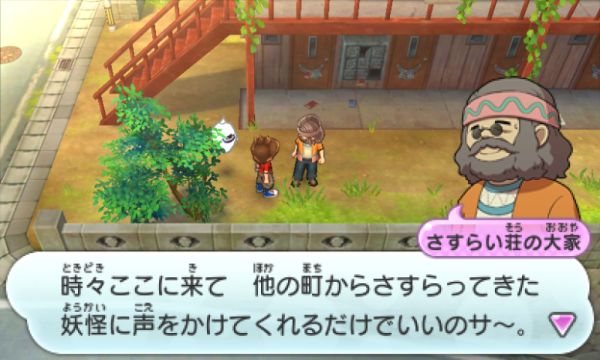 さすらい荘の大家
時々ここに来て　他の町からさすらってきた
妖怪に声をかけてくれるだけでいいのサ～。